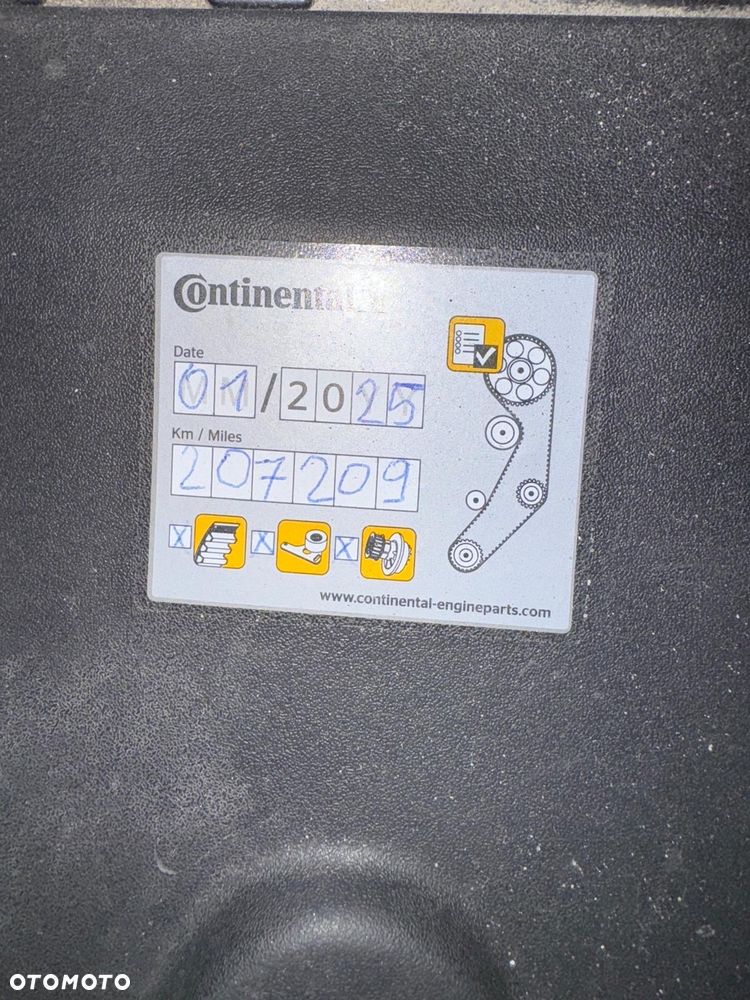 Continental
Date
01/2025
Km / Miles
207209
X X X
www.continental-engineparts.com
OTOMOTO